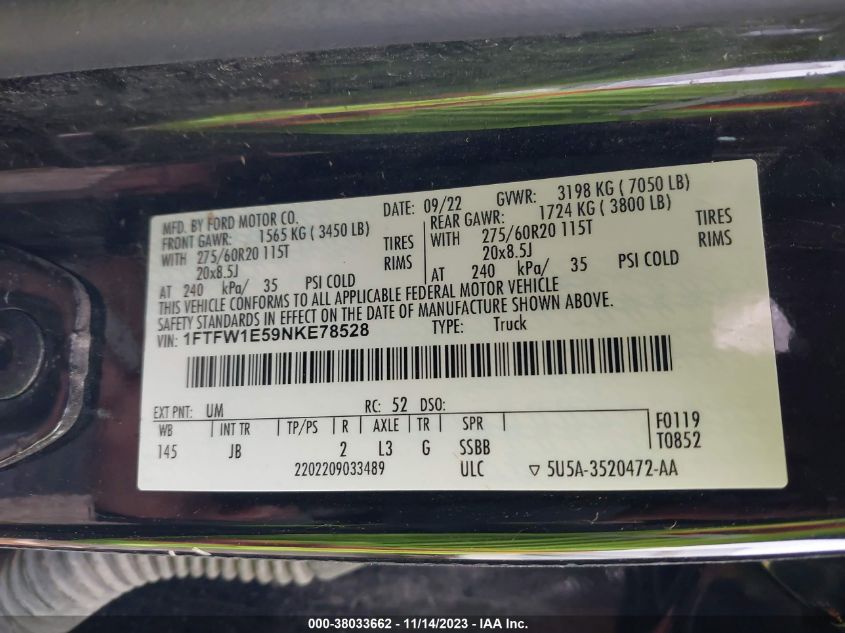 MFD. BY FORD MOTOR CO. DATE: 09/22 GVWR: 3198 KG ( 7050 LB)
FRONT GAWR: 1565 KG ( 3450 LB) REAR GAWR: 1724 KG ( 3800 LB)
WITH 275/60R20 115T TIRES WITH 275/60R20 115T TIRES
20x8.5J RIMS 20x8.5J RIMS
AT 240 kPa/ 35 PSI COLD AT 240 kPa/ 35 PSI COLD
THIS VEHICLE CONFORMS TO ALL APPLICABLE FEDERAL MOTOR VEHICLE
SAFETY STANDARDS IN EFFECT ON THE DATE OF MANUFACTURE SHOWN ABOVE.
VIN: 1FTFW1E59NKE78528 TYPE: Truck
EXT PNT: UM RC: 52 DSO:
WB INT TR TP/PS R AXLE TR SPR F0119
145 JB 2 L3 G SSBB T0852
2202209033489 ULC ▽ 5U5A-3520472-AA
000-38033662 - 11/14/2023 - IAA Inc.